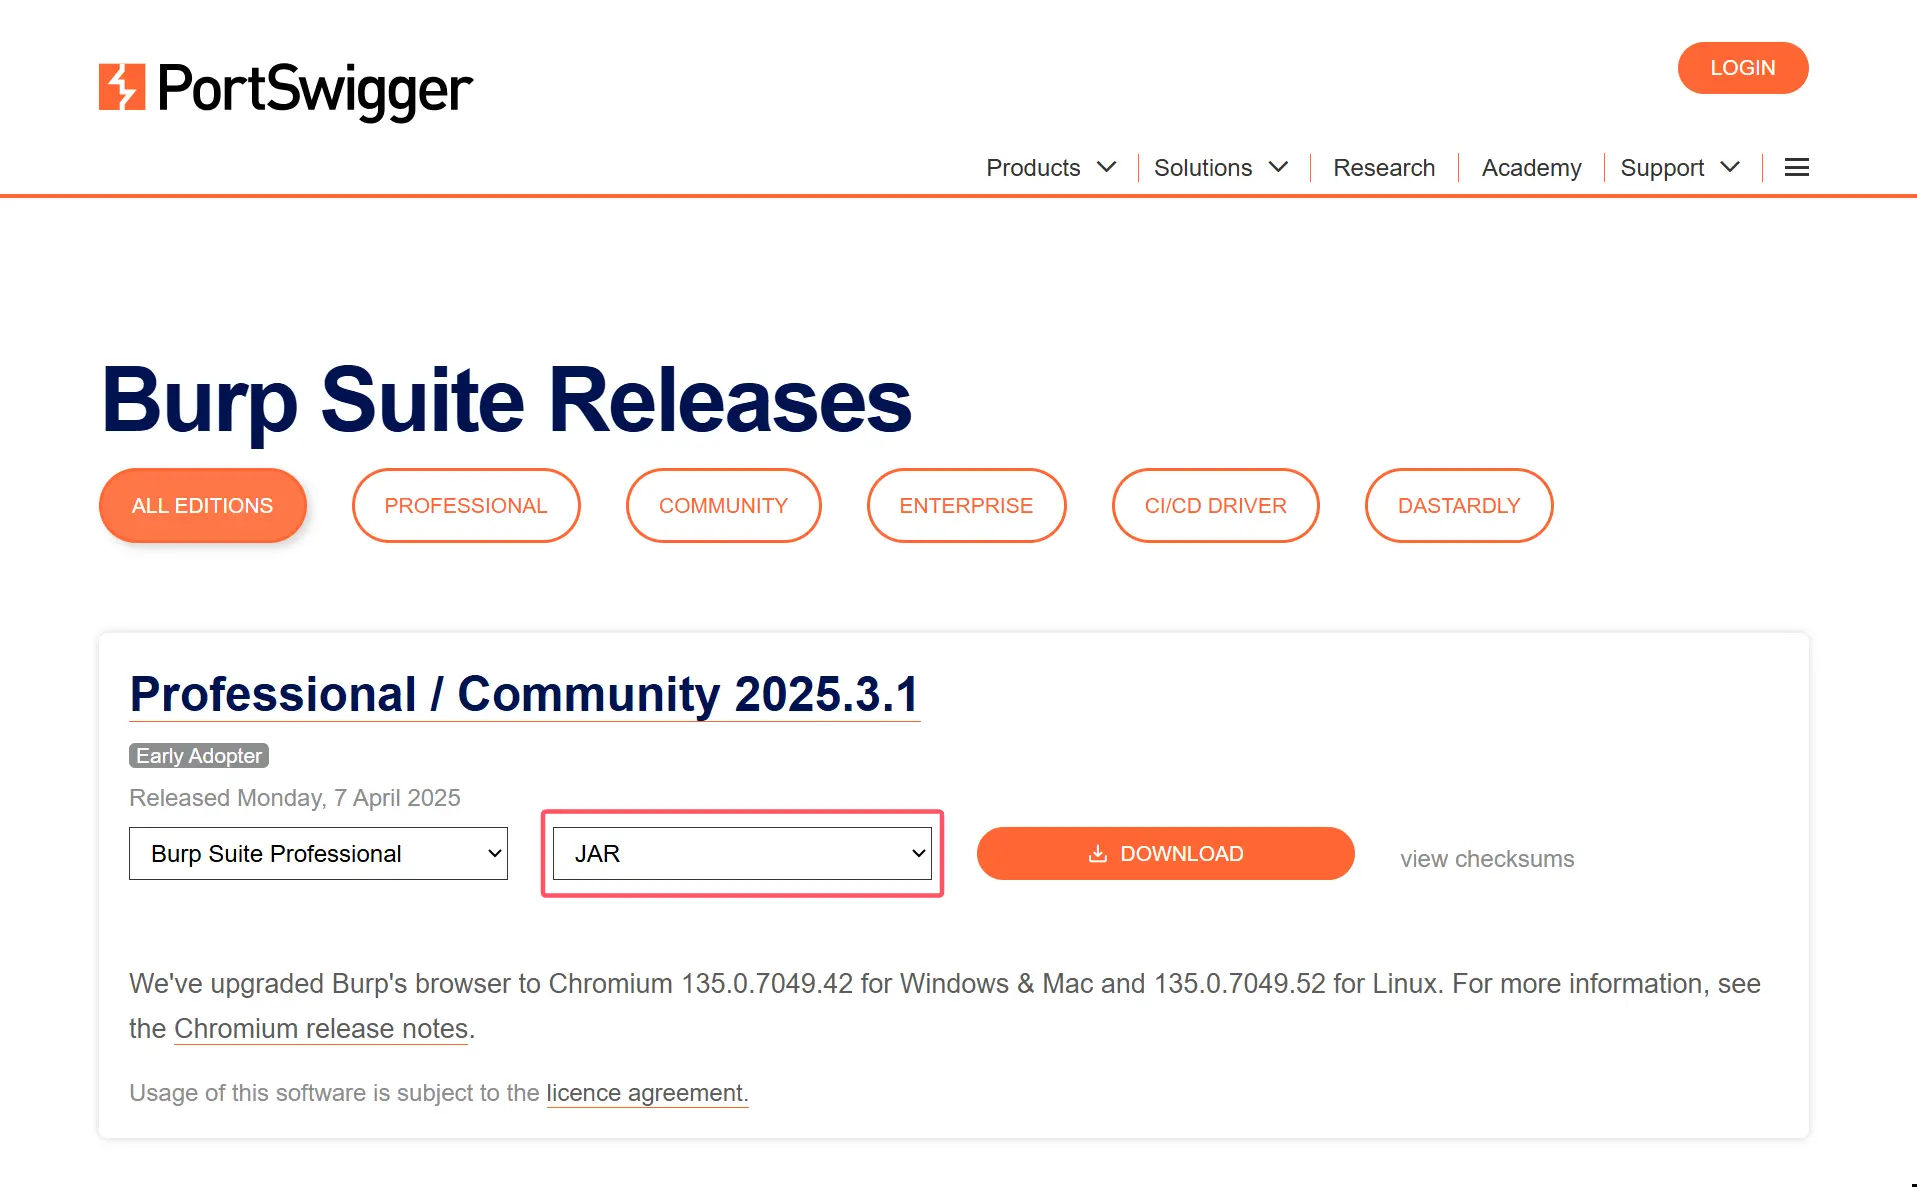 PortSwigger
LOGIN
Products
Solutions
Research
Academy
Support
Burp Suite Releases
ALL EDITIONS
PROFESSIONAL
COMMUNITY
ENTERPRISE
CI/CD DRIVER
DASTARDLY
Professional / Community 2025.3.1
Early Adopter
Released Monday, 7 April 2025
Burp Suite Professional
JAR
DOWNLOAD
view checksums
We've upgraded Burp's browser to Chromium 135.0.7049.42 for Windows & Mac and 135.0.7049.52 for Linux. For more information, see
the Chromium release notes.
Usage of this software is subject to the licence agreement.